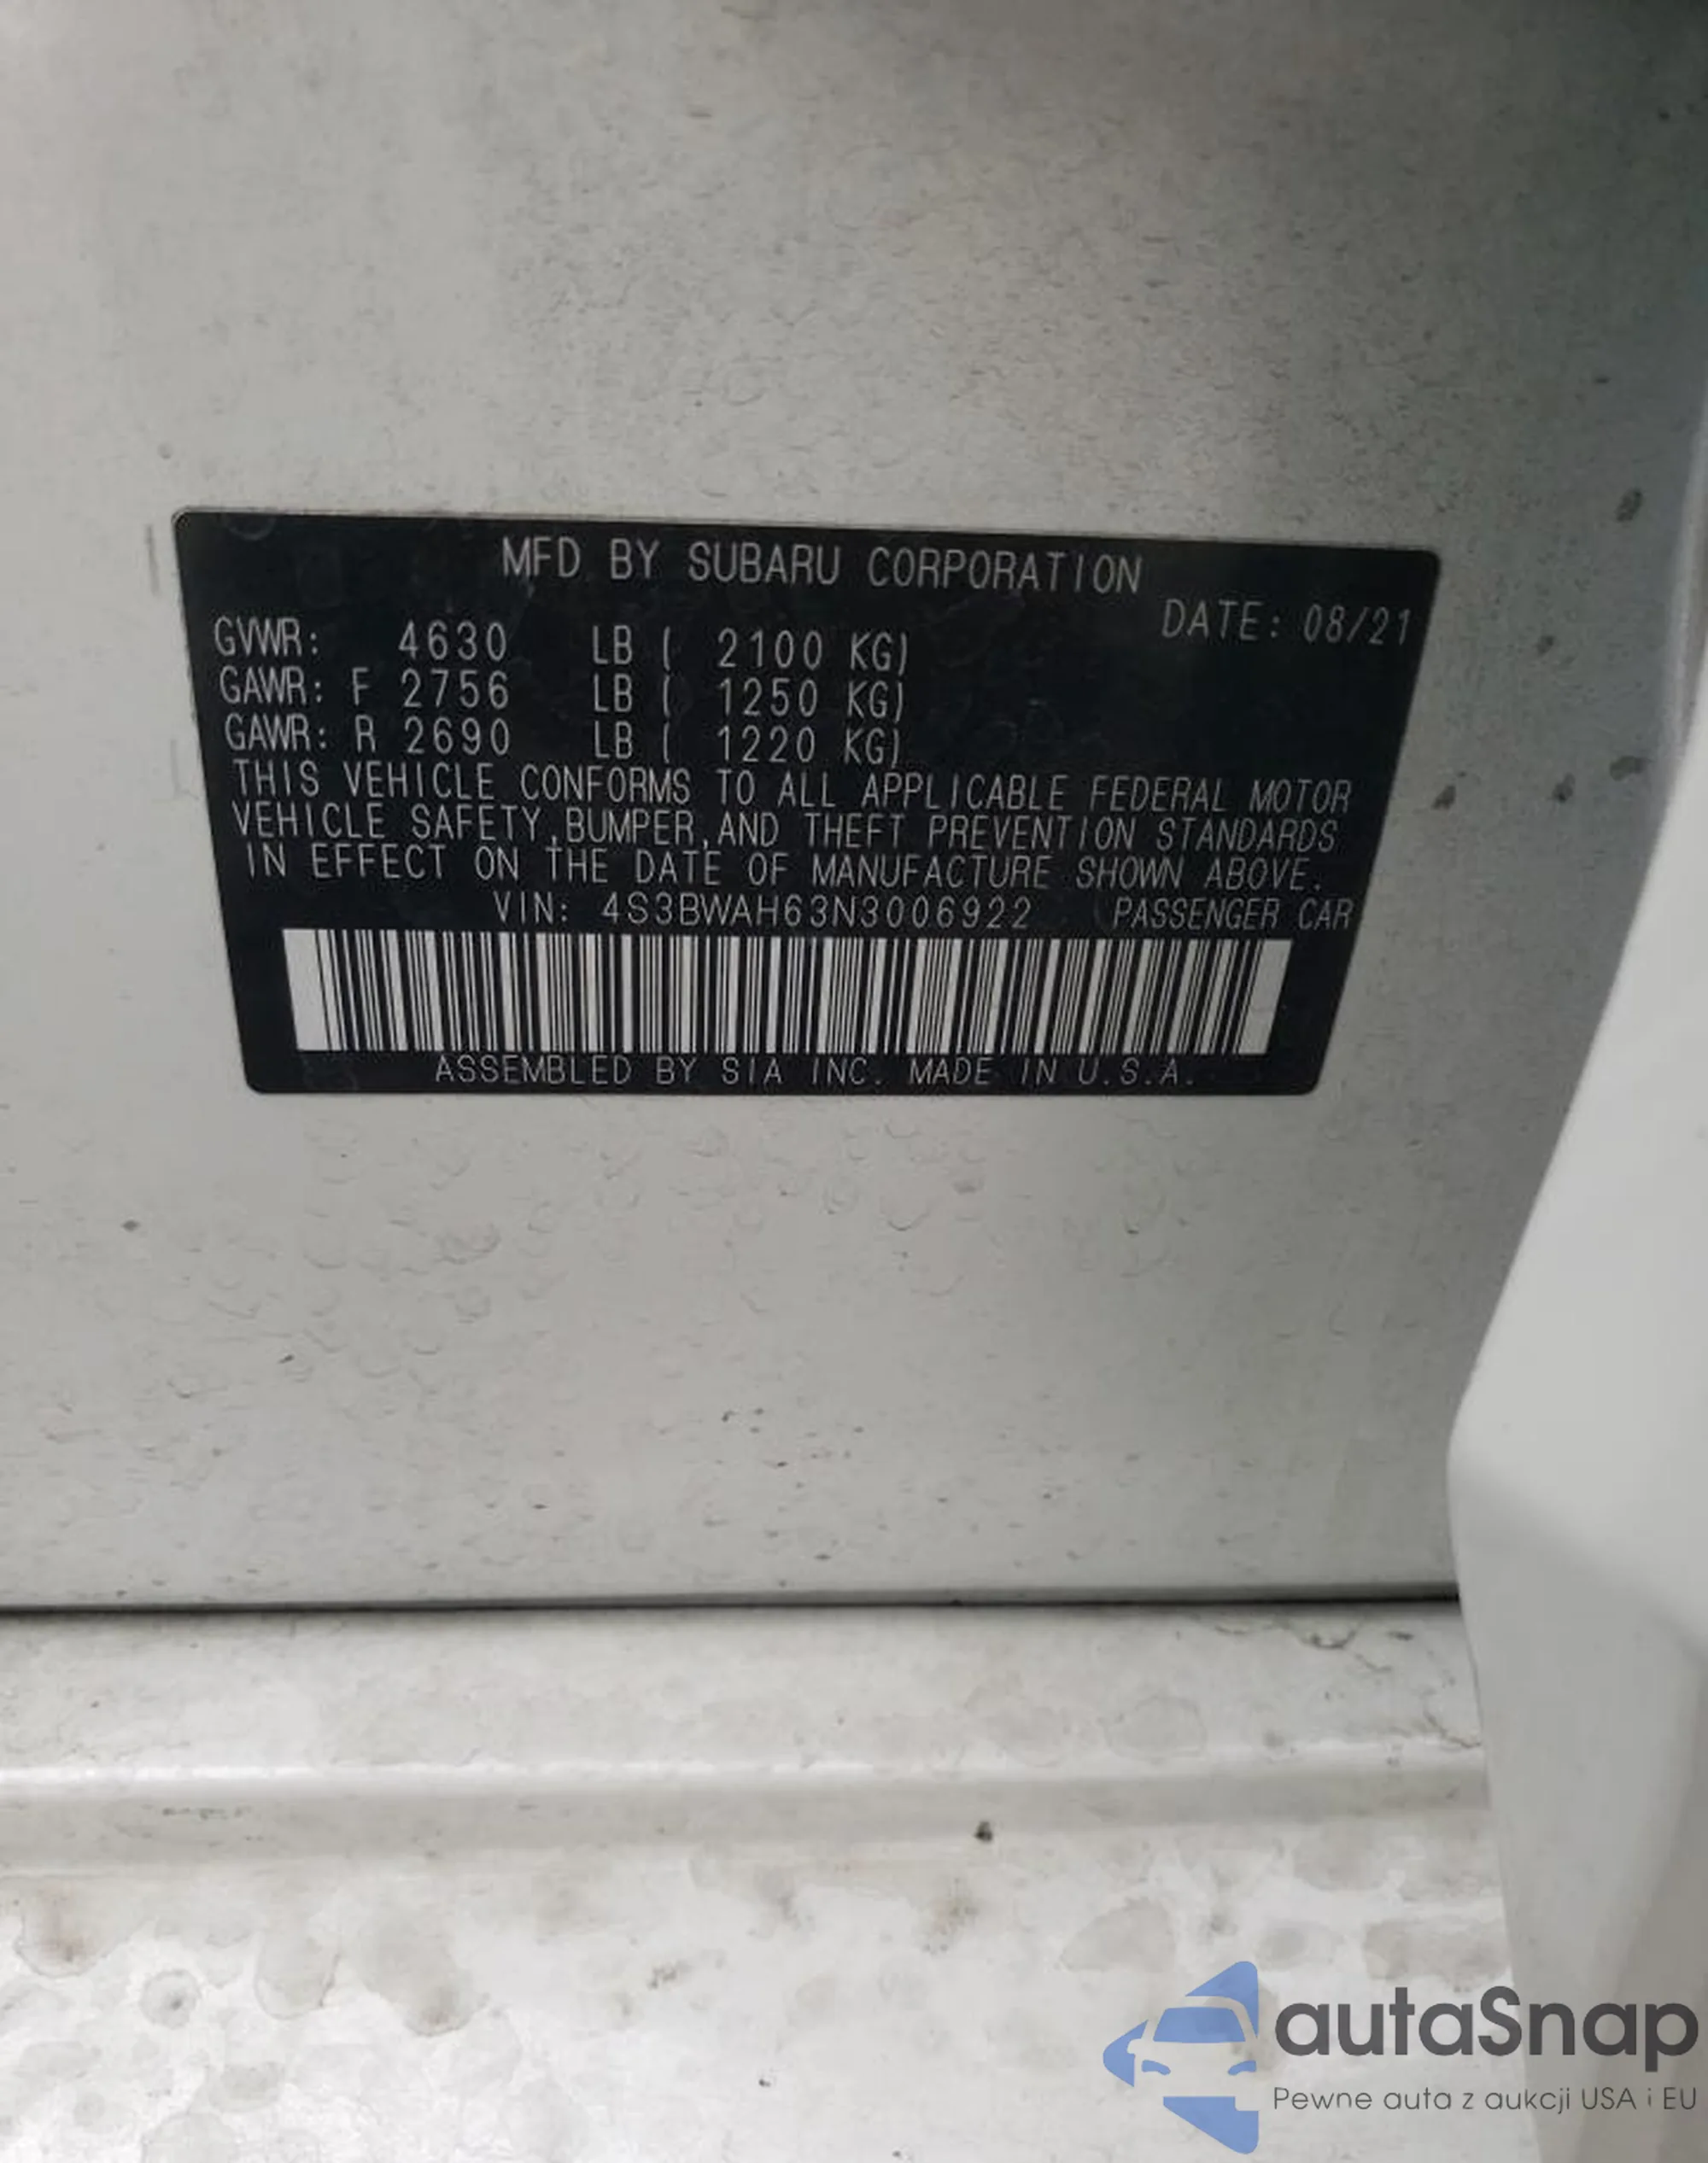 MFD BY SUBARU CORPORATION
DATE: 08/21
GVWR: 4630 LB ( 2100 KG)
GAWR: F 2756 LB ( 1250 KG)
GAWR: R 2690 LB ( 1220 KG)
THIS VEHICLE CONFORMS TO ALL APPLICABLE FEDERAL MOTOR
VEHICLE SAFETY,BUMPER,AND THEFT PREVENTION STANDARDS
IN EFFECT ON THE DATE OF MANUFACTURE SHOWN ABOVE.
VIN: 4S3BWAH63N3006922 PASSENGER CAR
ASSEMBLED BY SIA INC. MADE IN U.S.A.
autaSnap
Pewne auta z aukcji USA i EU